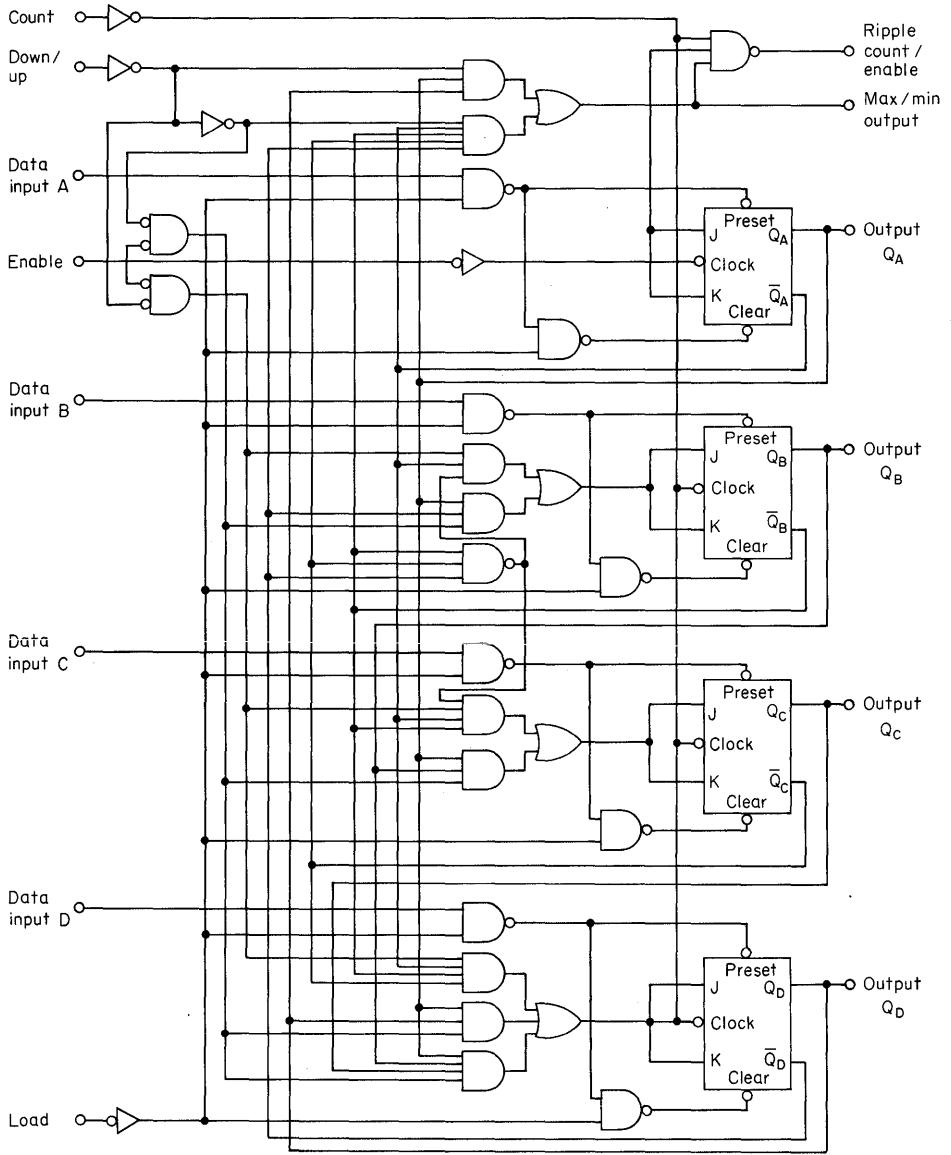 Count
Down/
up
Data
input A
Enable
Data
input B
Data
input C
Data
input D
Load
Ripple
count /
enable
Max/min
output
Preset
J
Q_A
Clock
K
Q̅_A
Clear
Output
Q_A
Preset
J
Q_B
Clock
K
Q̅_B
Clear
Output
Q_B
Preset
J
Q_C
Clock
K
Q̅_C
Clear
Output
Q_C
Preset
J
Q_D
Clock
K
Q̅_D
Clear
Output
Q_D